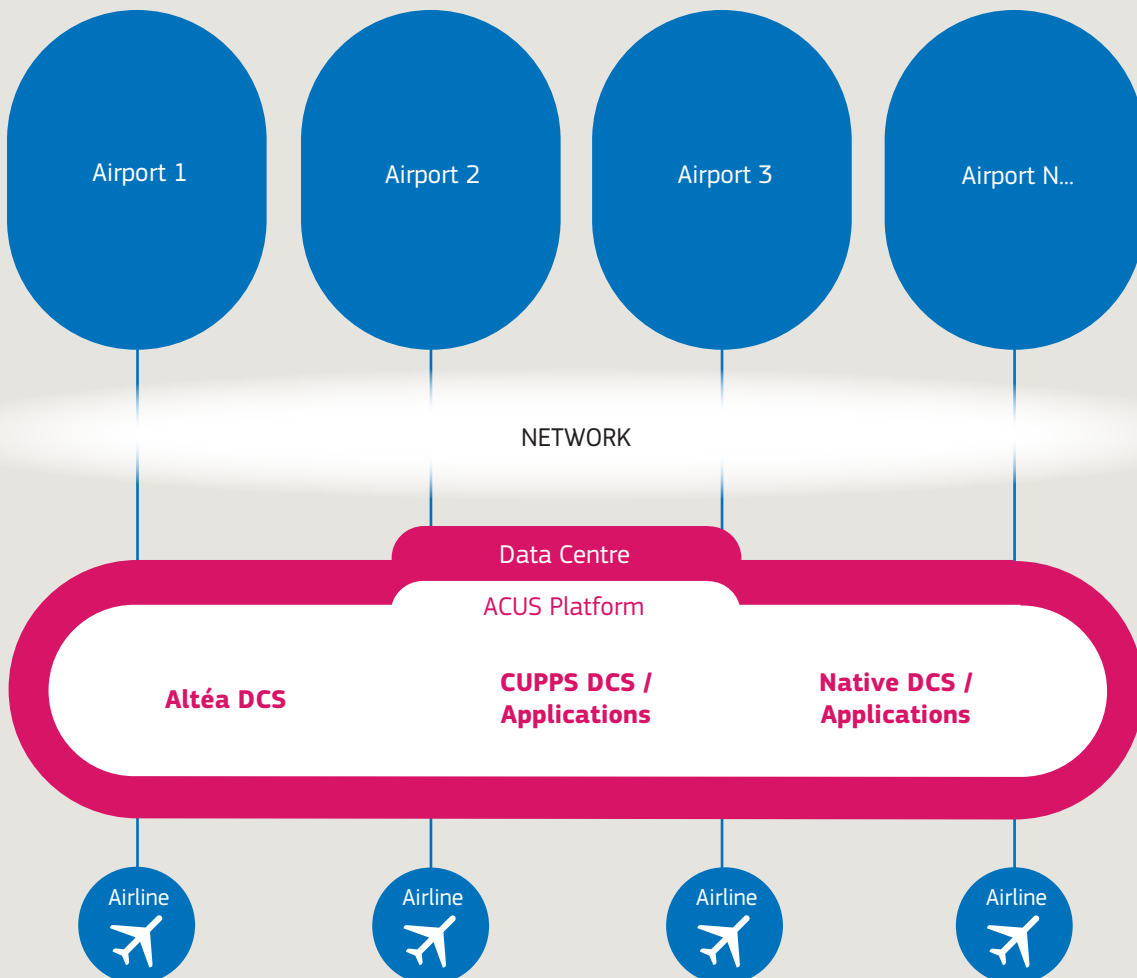 Airport 1
Airport 2
Airport 3
Airport N...
NETWORK
Data Centre
ACUS Platform
Altéa DCS
CUPPS DCS /
Applications
Native DCS /
Applications
Airline
Airline
Airline
Airline